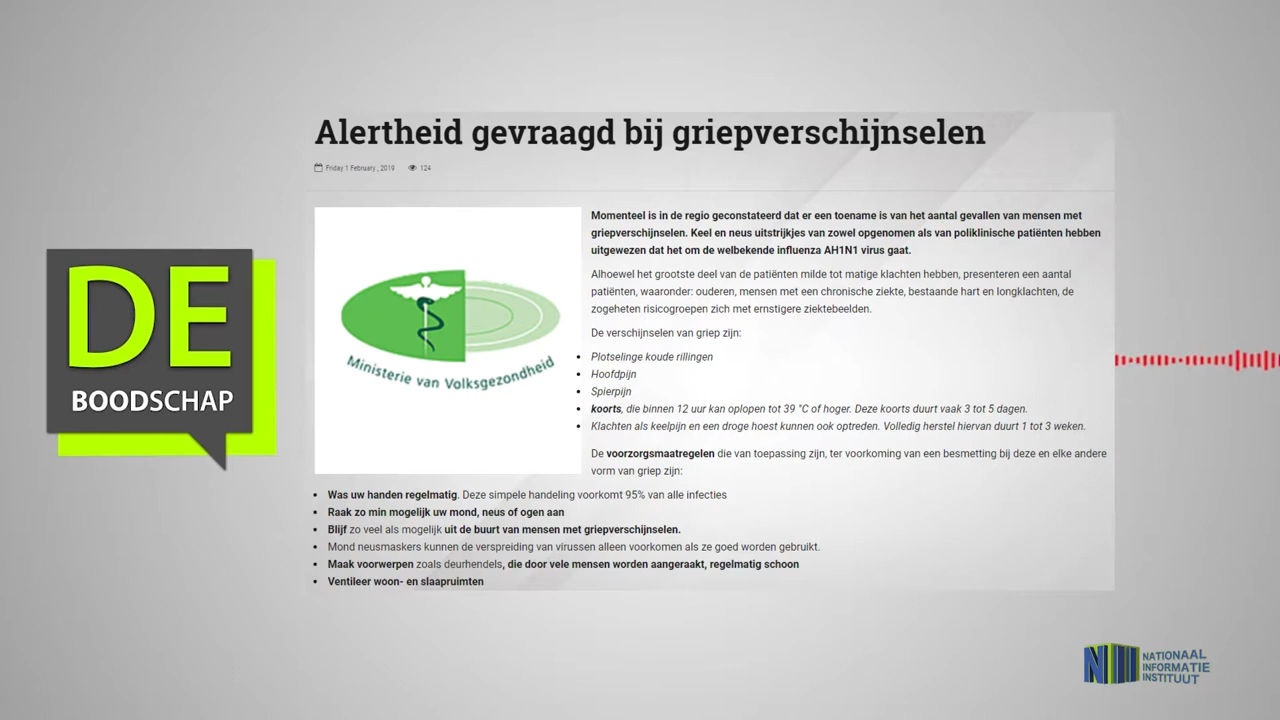 Alertheid gevraagd bij griepverschijnselen
Friday 1 February , 2019 124
DE
BOODSCHAP
Ministerie van Volksgezondheid
Momenteel is in de regio geconstateerd dat er een toename is van het aantal gevallen van mensen met
griepverschijnselen. Keel en neus uitstrijkjes van zowel opgenomen als van poliklinische patiënten hebben
uitgewezen dat het om de welbekende influenza AH1N1 virus gaat.
Alhoewel het grootste deel van de patiënten milde tot matige klachten hebben, presenteren een aantal
patiënten, waaronder: ouderen, mensen met een chronische ziekte, bestaande hart en longklachten, de
zogeheten risicogroepen zich met ernstigere ziektebeelden.
De verschijnselen van griep zijn:
• Plotselinge koude rillingen
• Hoofdpijn
• Spierpijn
• koorts, die binnen 12 uur kan oplopen tot 39 °C of hoger. Deze koorts duurt vaak 3 tot 5 dagen.
• Klachten als keelpijn en een droge hoest kunnen ook optreden. Volledig herstel hiervan duurt 1 tot 3 weken.
De voorzorgsmaatregelen die van toepassing zijn, ter voorkoming van een besmetting bij deze en elke andere
vorm van griep zijn:
• Was uw handen regelmatig. Deze simpele handeling voorkomt 95% van alle infecties
• Raak zo min mogelijk uw mond, neus of ogen aan
• Blijf zo veel als mogelijk uit de buurt van mensen met griepverschijnselen.
• Mond neusmaskers kunnen de verspreiding van virussen alleen voorkomen als ze goed worden gebruikt.
• Maak voorwerpen zoals deurhendels, die door vele mensen worden aangeraakt, regelmatig schoon
• Ventileer woon- en slaapruimten
NII
NATIONAAL
INFORMATIE
INSTITUUT